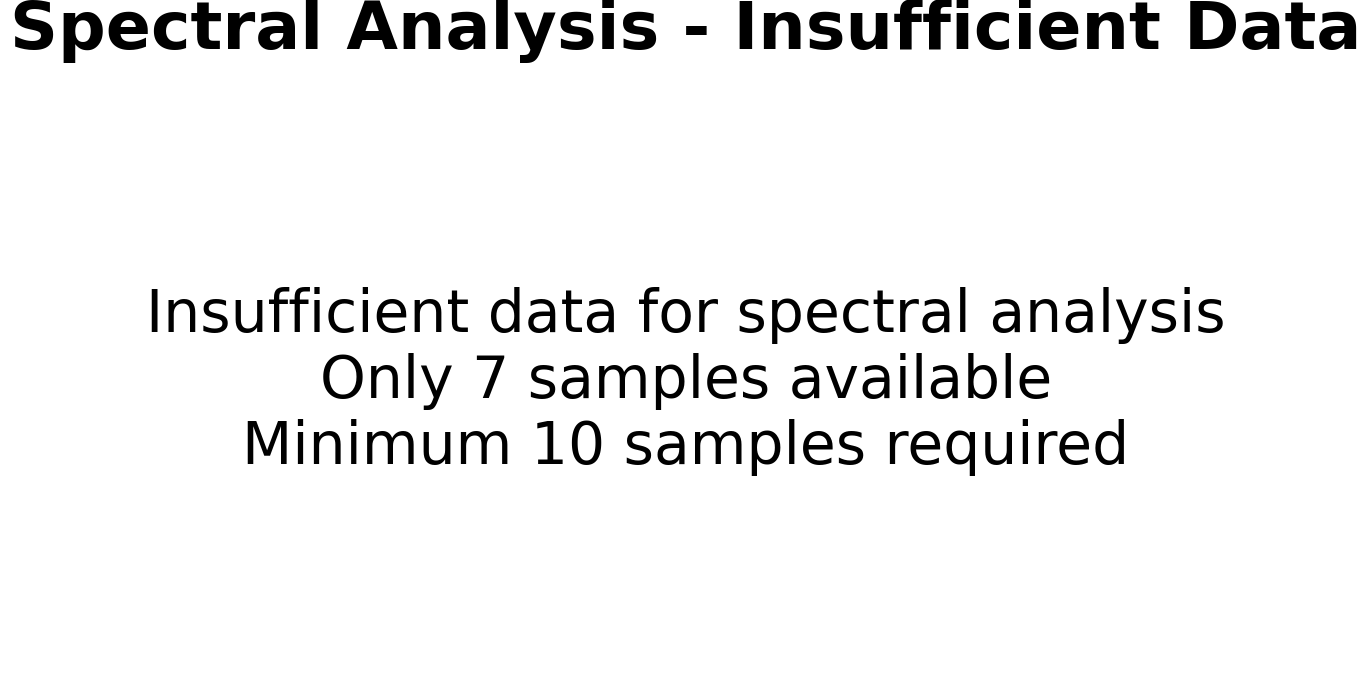 Spectral Analysis - Insufficient Data
Insufficient data for spectral analysis
Only 7 samples available
Minimum 10 samples required